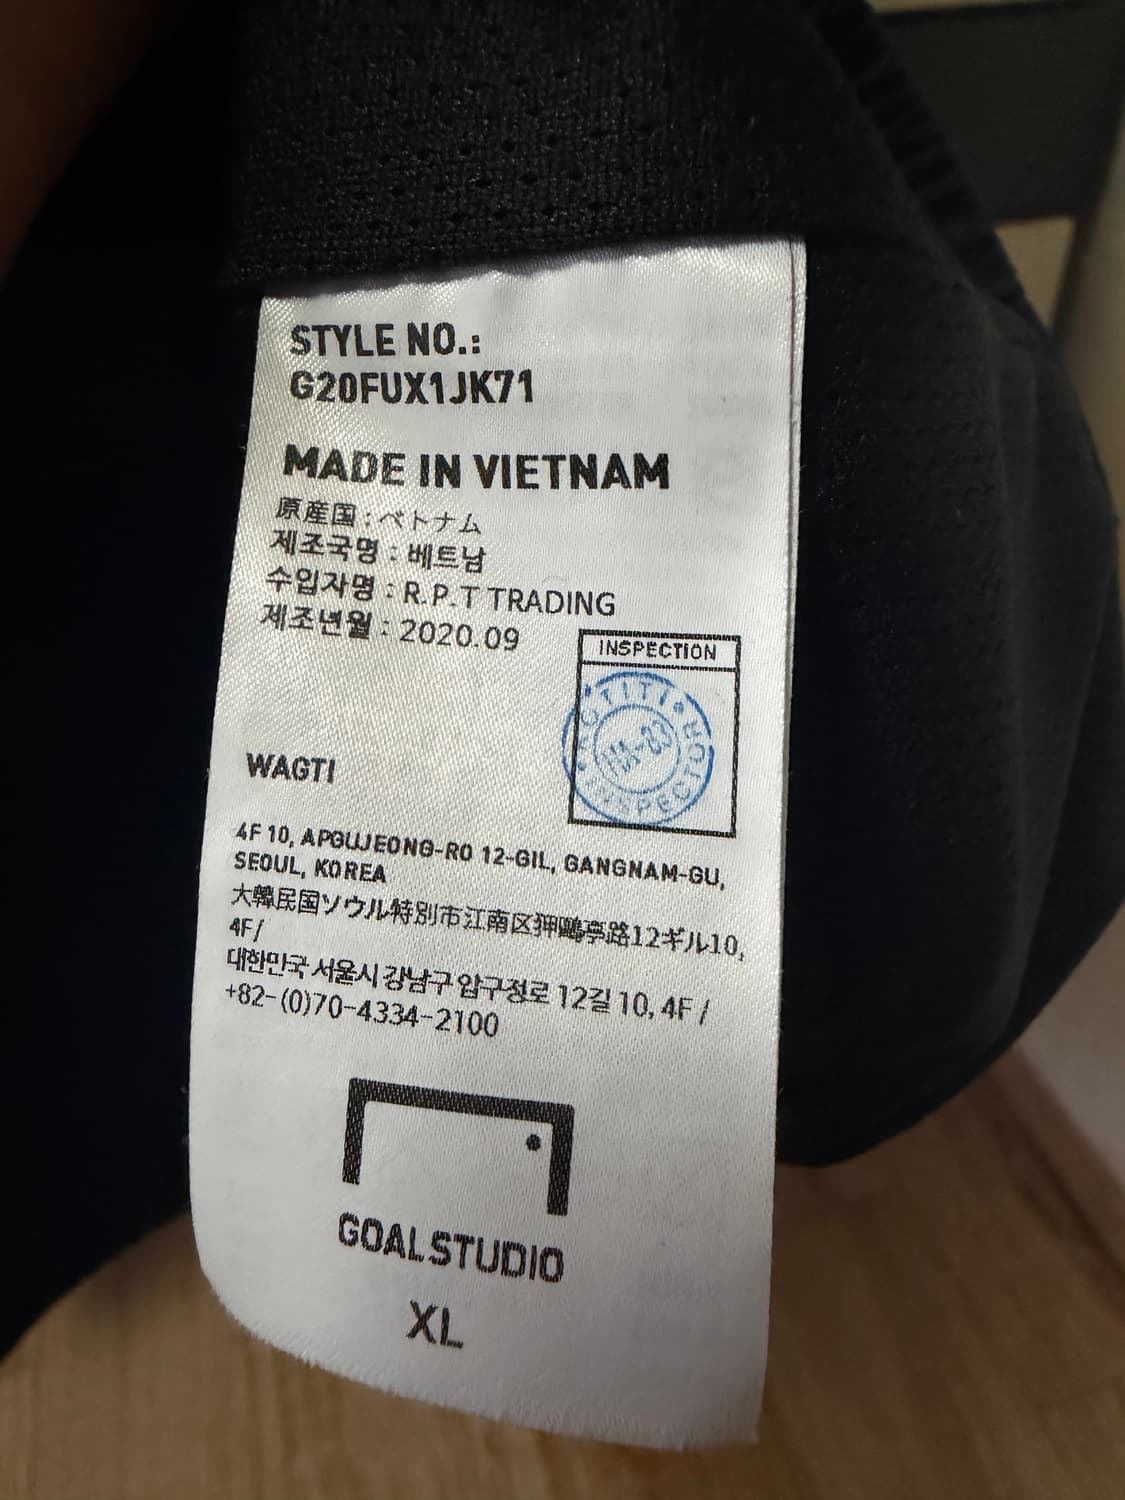 STYLE NO.:
G20FUX1JK71
MADE IN VIETNAM
原産国 : ベトナム
제조국명 : 베트남
수입자명 : R.P.T TRADING
제조년월 : 2020.09
INSPECTION
INSPECTOR
WAGTI
4F 10, APGUJEONG-RO 12-GIL, GANGNAM-GU,
SEOUL, KOREA
大韓民国ソウル特別市江南区狎鷗亭路12ギル10,
4F/
대한민국 서울시 강남구 압구정로 12길 10, 4F /
+82-(0)70-4334-2100
GOALSTUDIO
XL